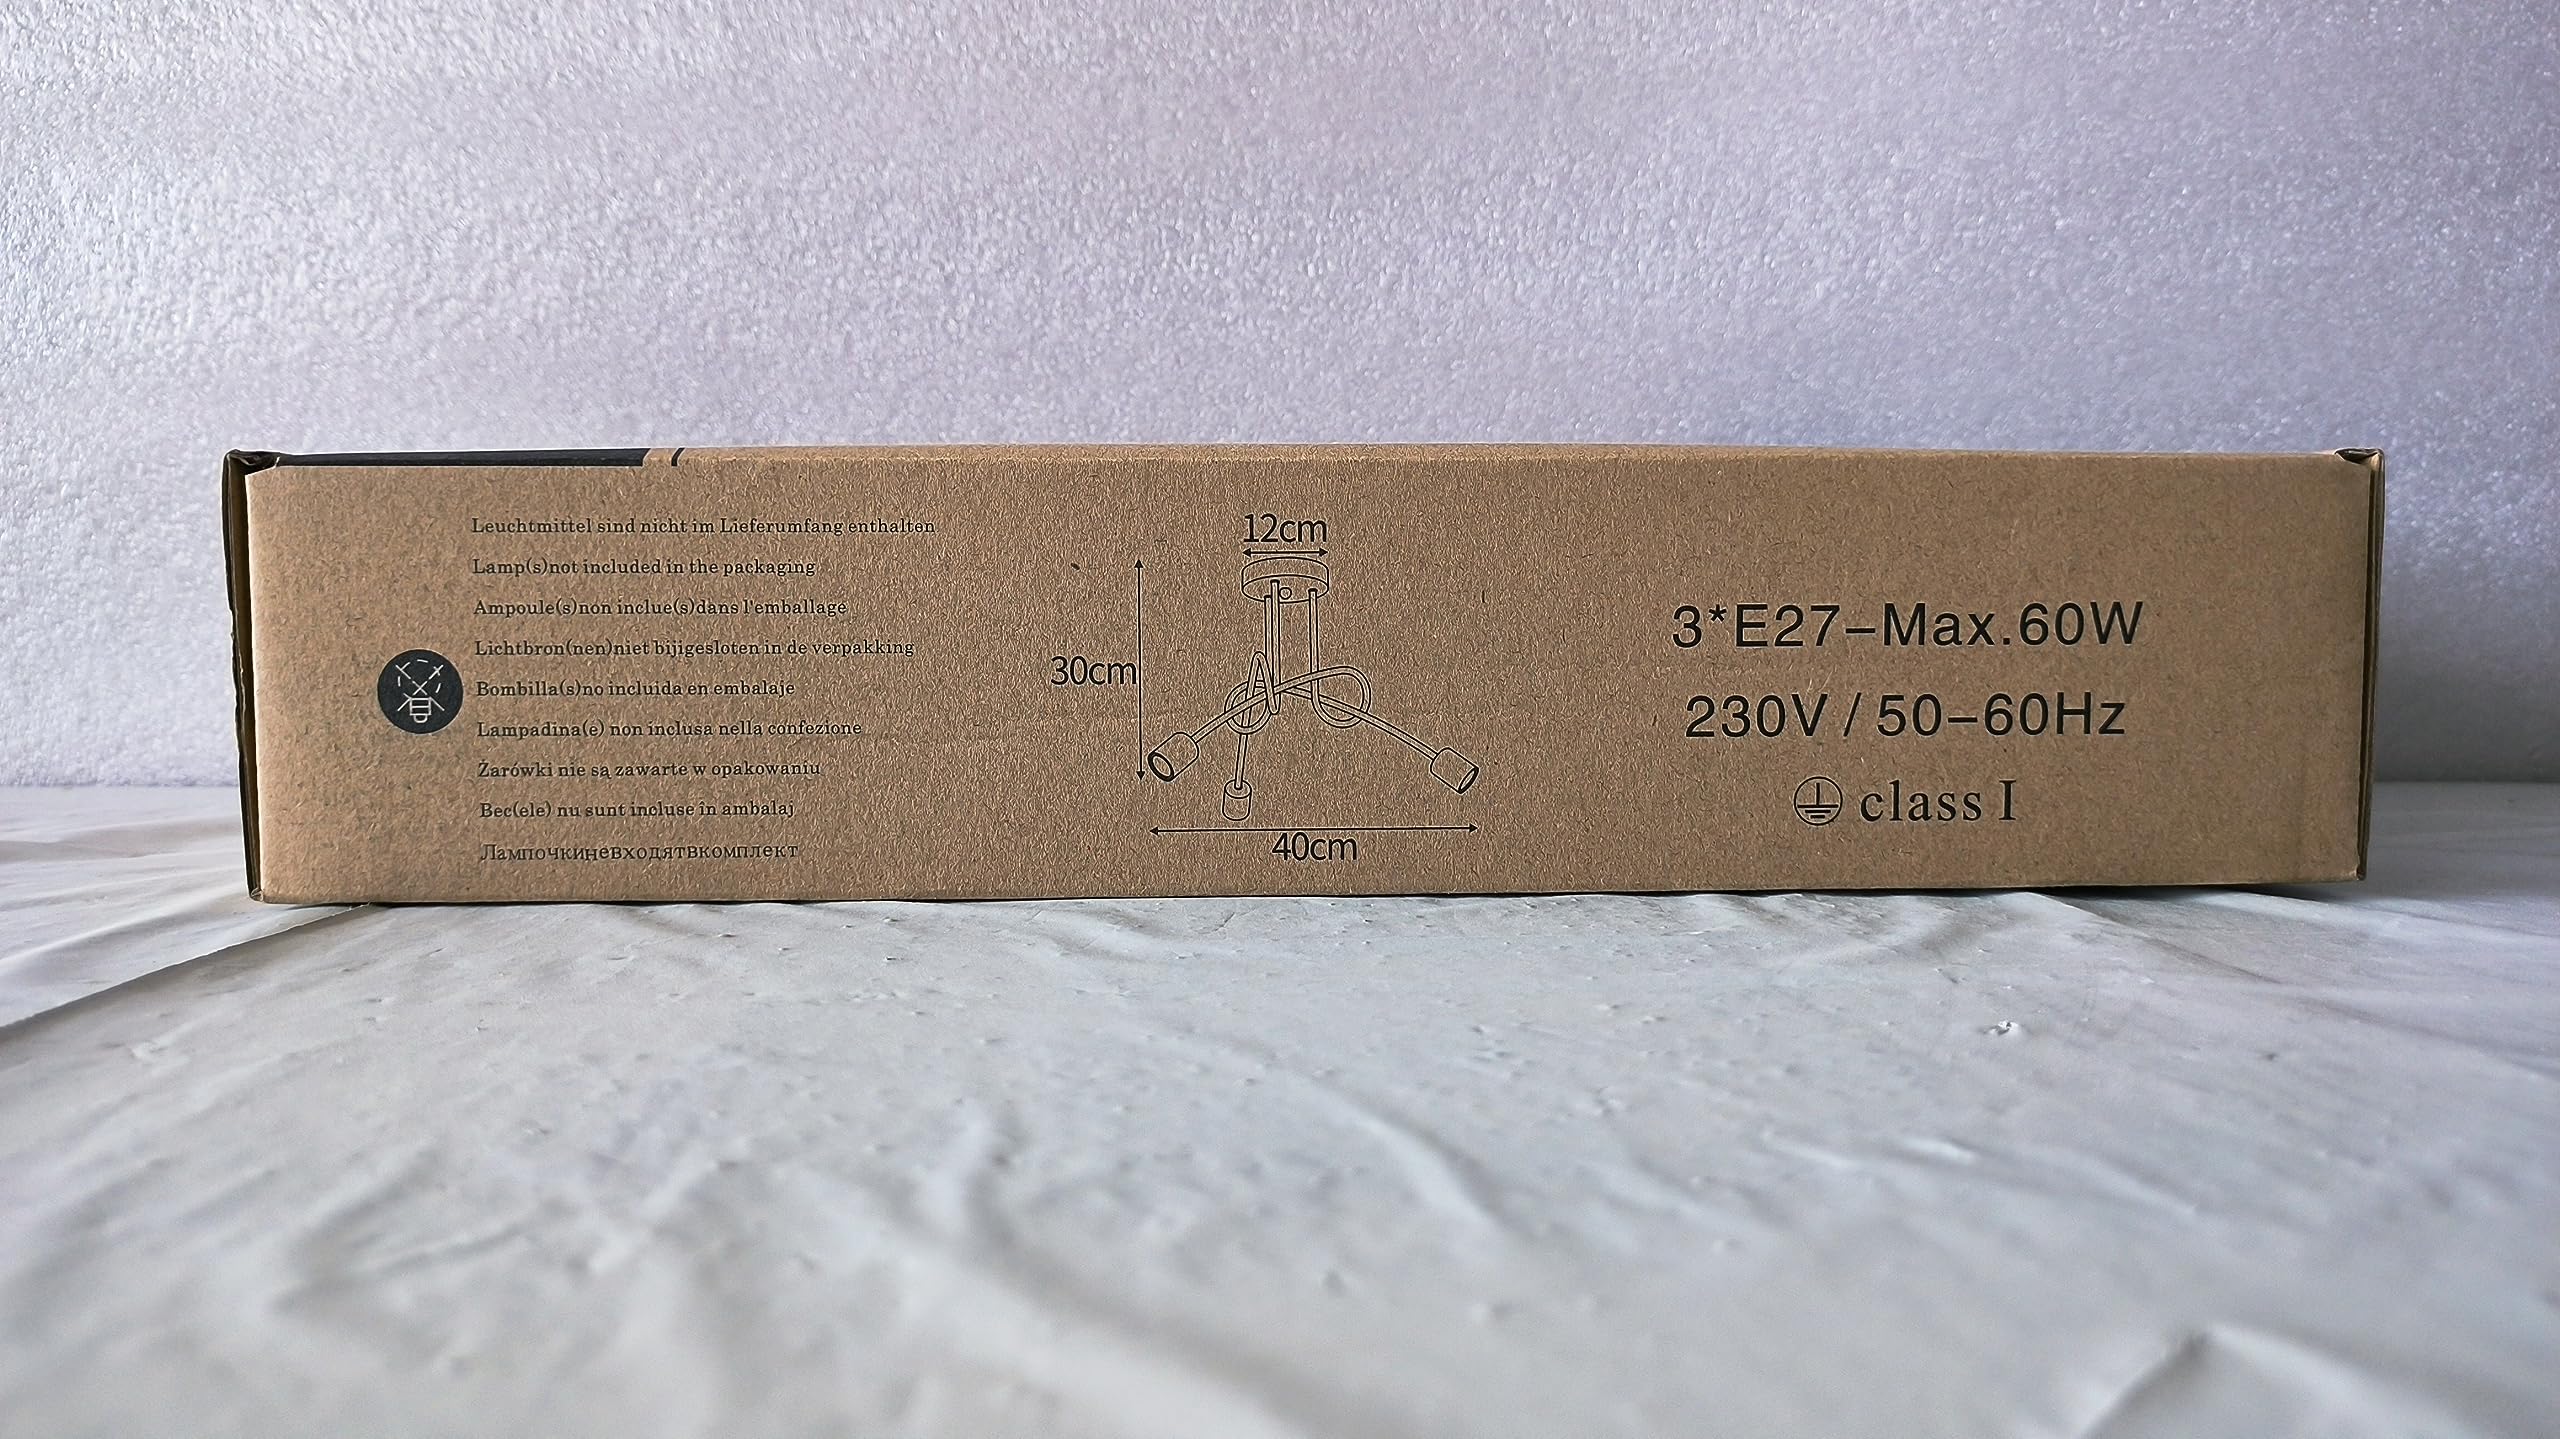 Leuchtmittel sind nicht im Lieferumfang enthalten
Lamp(s)not included in the packaging
Ampoule(s)non inclue(s)dans l'emballage
Lichtbron(nen)niet bijigesloten in de verpakking
Bombilla(s)no incluida en embalaje
Lampadina(e) non inclusa nella confezione
Żarówki nie są zawarte w opakowaniu
Bec(ele) nu sunt incluse în ambalaj
Лампочкиневходятвкомплект
12cm
30cm
40cm
3*E27-Max.60W
230V / 50-60Hz
class I